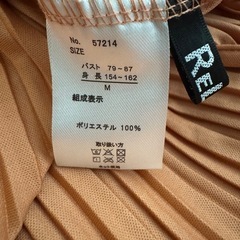 No. 57214
SIZE
バスト 79-87
身長 154-162
M
組成表示
ポリエステル 100%
取り扱い方